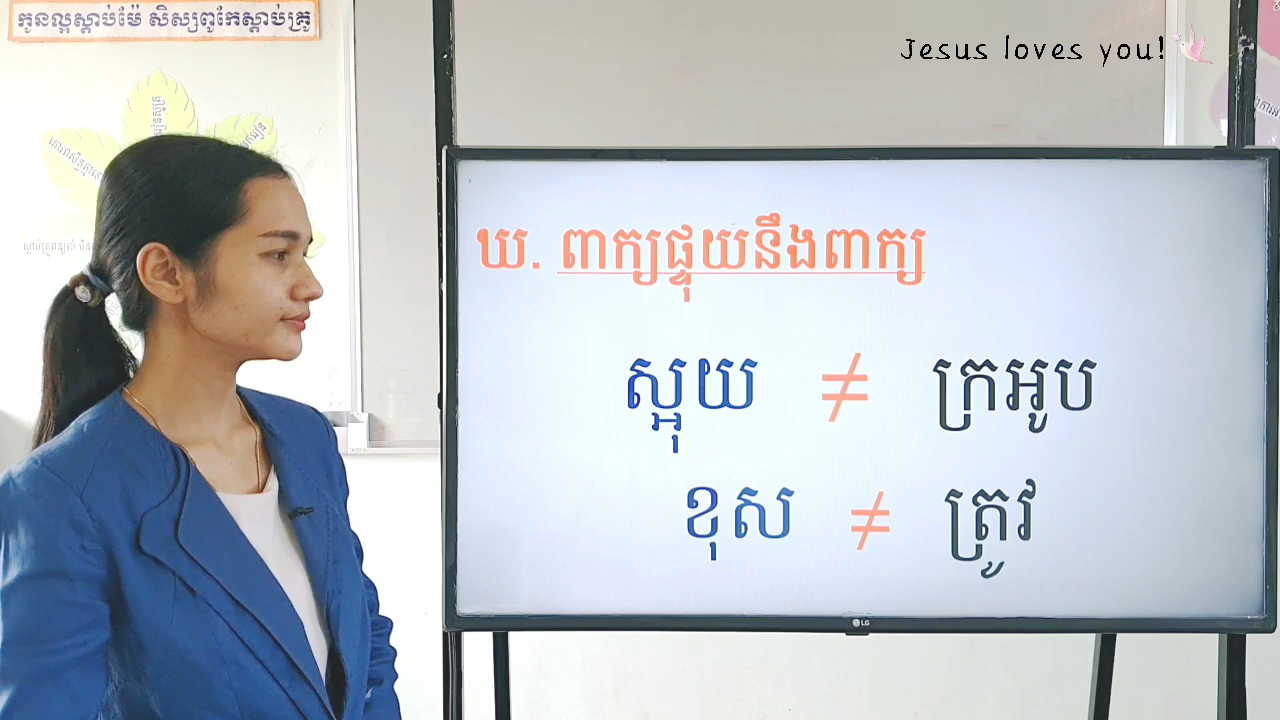 កូនល្អស្តាប់ម៉ែ សិស្សពូកែស្តាប់គ្រូ
Jesus loves you!
ឃ. ពាក្យផ្ទុយនឹងពាក្យ
ស្អុយ ≠ ក្រអូប
ខុស ≠ ត្រូវ
LG